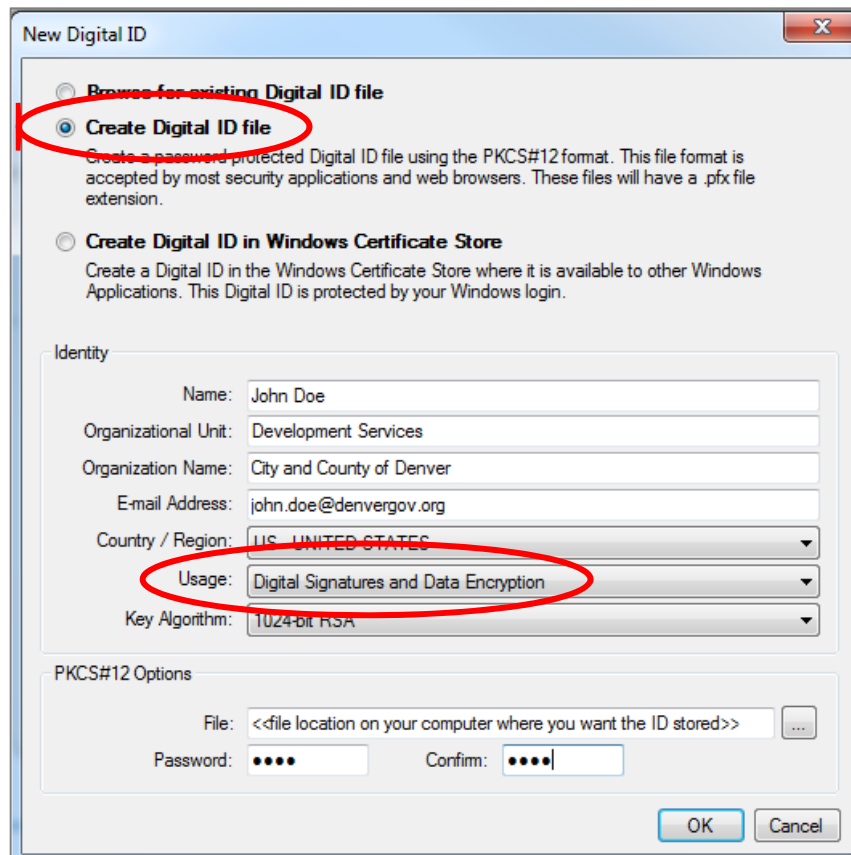 New Digital ID
Browse for existing Digital ID file
Create Digital ID file
Create a password protected Digital ID file using the PKCS#12 format. This file format is
accepted by most security applications and web browsers. These files will have a .pfx file
extension.
Create Digital ID in Windows Certificate Store
Create a Digital ID in the Windows Certificate Store where it is available to other Windows
Applications. This Digital ID is protected by your Windows login.
Identity
Name: John Doe
Organizational Unit: Development Services
Organization Name: City and County of Denver
E-mail Address: john.doe@denvergov.org
Country / Region: US - UNITED STATES
Usage: Digital Signatures and Data Encryption
Key Algorithm: 1024-bit RSA
PKCS#12 Options
File: <<file location on your computer where you want the ID stored>> ...
Password: •••• Confirm: ••••
OK Cancel